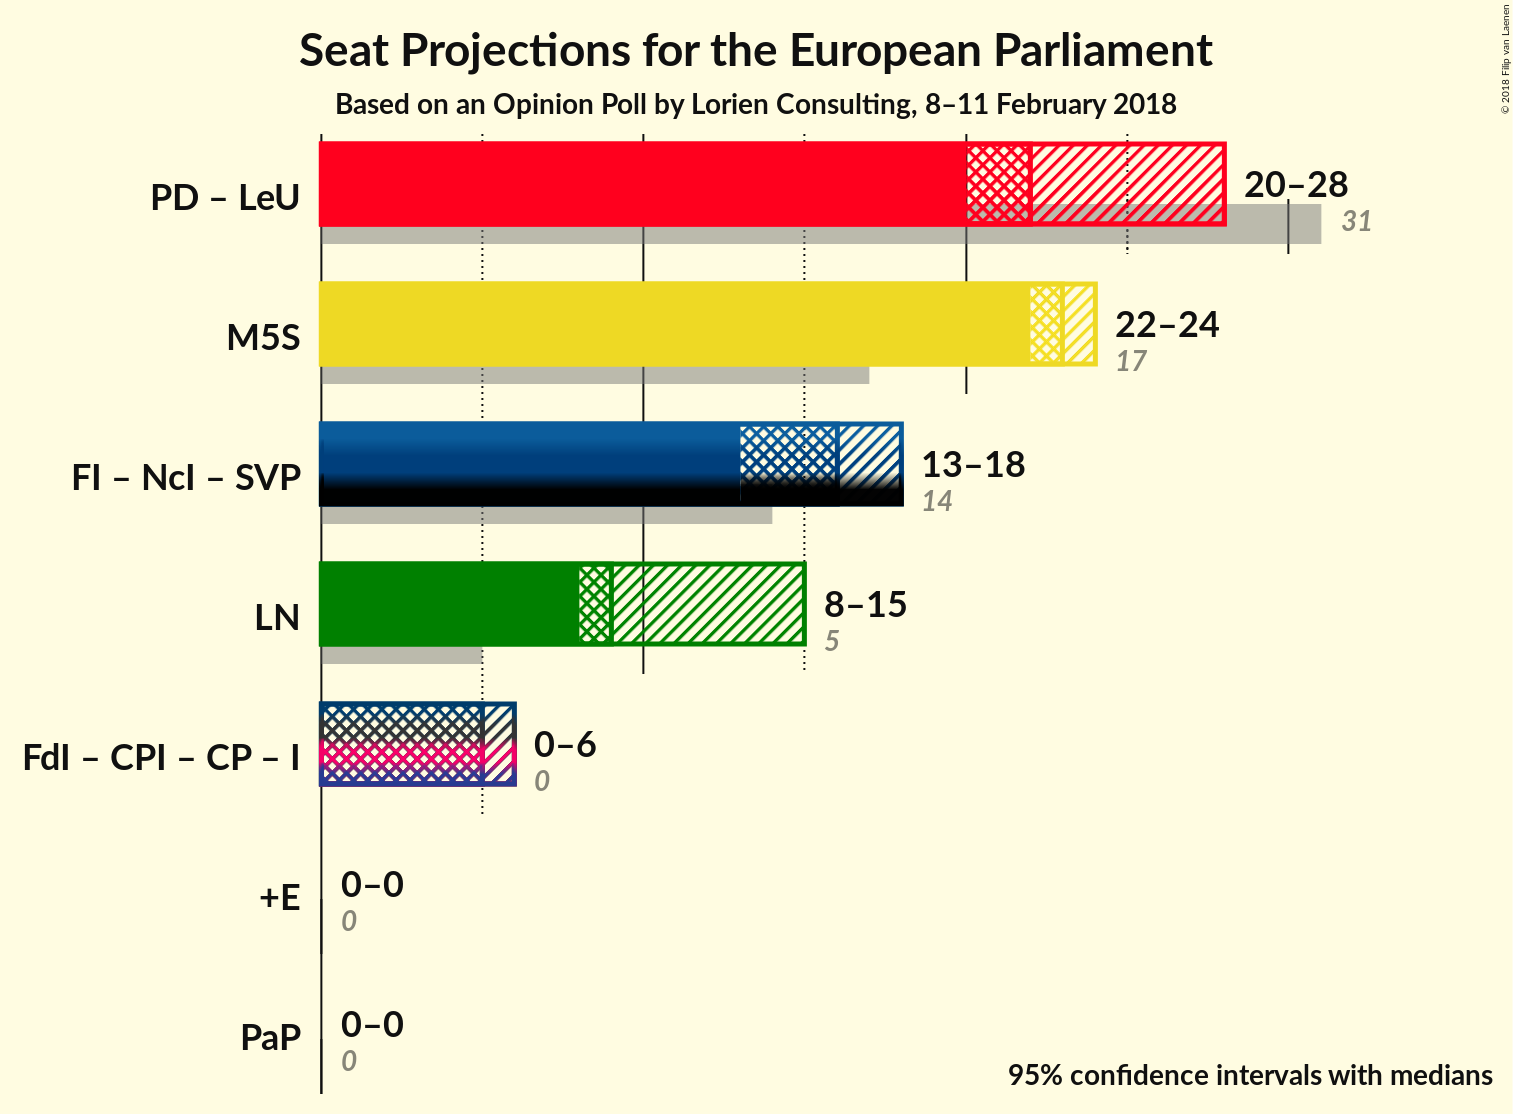 Seat Projections for the European Parliament
Based on an Opinion Poll by Lorien Consulting, 8–11 February 2018
© 2018 Filip van Laenen
PD – LeU
20–28
31
M5S
22–24
17
FI – NcI – SVP
13–18
14
LN
8–15
5
FdI – CPI – CP – I
0–6
0
+E
0–0
0
PaP
0–0
0
95% confidence intervals with medians